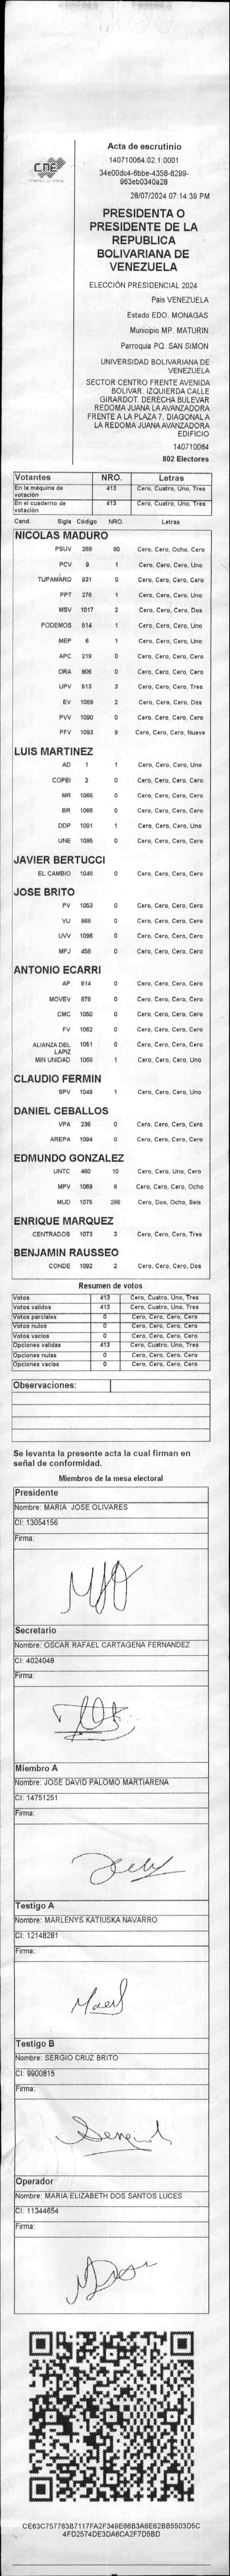 CNE
Acta de escrutinio
140710064.02.1.0001
34e00dc4-6bbe-4358-8299-
963eb0340a28
28/07/2024 07:14:39 PM
PRESIDENTA O
PRESIDENTE DE LA
REPUBLICA
BOLIVARIANA DE
VENEZUELA
ELECCIÓN PRESIDENCIAL 2024
Pais VENEZUELA
Estado EDO. MONAGAS
Municipio MP. MATURIN
Parroquia PQ. SAN SIMON
UNIVERSIDAD BOLIVARIANA DE
VENEZUELA
SECTOR CENTRO FRENTE AVENIDA
BOLIVAR. IZQUIERDA CALLE
GIRARDOT. DERECHA BULEVAR
REDOMA JUANA LA AVANZADORA
FRENTE A LA PLAZA 7. DIAGONAL A
LA REDOMA JUANA AVANZADORA
EDIFICIO
140710064
802 Electores
Votantes NRO. Letras
En la máquina de votación 413 Cero, Cuatro, Uno, Tres
En el cuaderno de votación 413 Cero, Cuatro, Uno, Tres
Cand. Sigla Código NRO. Letras
NICOLAS MADURO
PSUV 269 80 Cero, Cero, Ocho, Cero
PCV 9 1 Cero, Cero, Cero, Uno
TUPAMARO 931 0 Cero, Cero, Cero, Cero
PPT 276 1 Cero, Cero, Cero, Uno
MSV 1017 2 Cero, Cero, Cero, Dos
PODEMOS 514 1 Cero, Cero, Cero, Uno
MEP 6 1 Cero, Cero, Cero, Uno
APC 219 0 Cero, Cero, Cero, Cero
ORA 906 0 Cero, Cero, Cero, Cero
UPV 613 3 Cero, Cero, Cero, Tres
EV 1089 2 Cero, Cero, Cero, Dos
PVV 1090 0 Cero, Cero, Cero, Cero
PFV 1093 9 Cero, Cero, Cero, Nueve
LUIS MARTINEZ
AD 1 1 Cero, Cero, Cero, Uno
COPEI 2 0 Cero, Cero, Cero, Cero
MR 1065 0 Cero, Cero, Cero, Cero
BR 1066 0 Cero, Cero, Cero, Cero
DDP 1091 1 Cero, Cero, Cero, Uno
UNE 1095 0 Cero, Cero, Cero, Cero
JAVIER BERTUCCI
EL CAMBIO 1048 0 Cero, Cero, Cero, Cero
JOSE BRITO
PV 1053 0 Cero, Cero, Cero, Cero
VU 868 0 Cero, Cero, Cero, Cero
UVV 1096 0 Cero, Cero, Cero, Cero
MPJ 458 0 Cero, Cero, Cero, Cero
ANTONIO ECARRI
AP 814 0 Cero, Cero, Cero, Cero
MOVEV 978 0 Cero, Cero, Cero, Cero
CMC 1050 0 Cero, Cero, Cero, Cero
FV 1062 0 Cero, Cero, Cero, Cero
ALIANZA DEL LAPIZ 1051 0 Cero, Cero, Cero, Cero
MIN UNIDAD 1068 1 Cero, Cero, Cero, Uno
CLAUDIO FERMIN
SPV 1049 1 Cero, Cero, Cero, Uno
DANIEL CEBALLOS
VPA 236 0 Cero, Cero, Cero, Cero
AREPA 1094 0 Cero, Cero, Cero, Cero
EDMUNDO GONZALEZ
UNTC 460 10 Cero, Cero, Uno, Cero
MPV 1069 8 Cero, Cero, Cero, Ocho
MUD 1075 286 Cero, Dos, Ocho, Seis
ENRIQUE MARQUEZ
CENTRADOS 1073 3 Cero, Cero, Cero, Tres
BENJAMIN RAUSSEO
CONDE 1092 2 Cero, Cero, Cero, Dos
Resumen de votos
Votos 413 Cero, Cuatro, Uno, Tres
Votos validos 413 Cero, Cuatro, Uno, Tres
Votos parciales 0 Cero, Cero, Cero, Cero
Votos nulos 0 Cero, Cero, Cero, Cero
Votos vacios 0 Cero, Cero, Cero, Cero
Opciones validas 413 Cero, Cuatro, Uno, Tres
Opciones nulas 0 Cero, Cero, Cero, Cero
Opciones vacias 0 Cero, Cero, Cero, Cero
Observaciones:
Se levanta la presente acta la cual firman en
señal de conformidad.
Miembros de la mesa electoral
Presidente
Nombre: MARIA JOSE OLIVARES
CI: 13054156
Firma:
Secretario
Nombre: OSCAR RAFAEL CARTAGENA FERNANDEZ
CI: 4024048
Firma:
Miembro A
Nombre: JOSE DAVID PALOMO MARTIARENA
CI: 14751251
Firma:
Testigo A
Nombre: MARLENYS KATIUSKA NAVARRO
CI: 12148281
Firma:
Testigo B
Nombre: SERGIO CRUZ BRITO
CI: 9900815
Firma:
Operador
Nombre: MARIA ELIZABETH DOS SANTOS LUCES
CI: 11344654
Firma:
CE63C757763B7117FA2F349E66B3A6E62BB5503D5C
4FD2574DE3DA6CA2F7D5BD